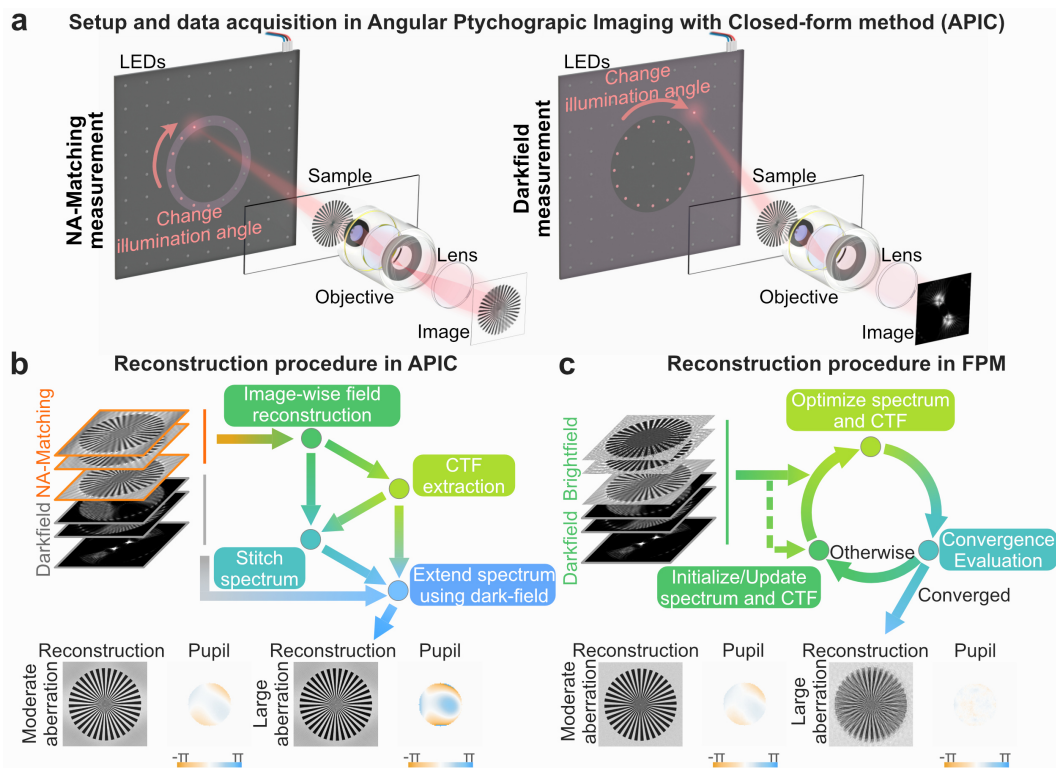 a Setup and data acquisition in Angular Ptychograpic Imaging with Closed-form method (APIC)
LEDs
NA-Matching
measurement
Change
illumination angle
Sample
Objective
Lens
Image
LEDs
Darkfield
measurement
Change
illumination angle
Sample
Objective
Lens
Image
b Reconstruction procedure in APIC
Darkfield NA-Matching
Image-wise field
reconstruction
CTF
extraction
Stitch
spectrum
Extend spectrum
using dark-field
Moderate
aberration
Reconstruction
Pupil
-π π
Large
aberration
Reconstruction
Pupil
-π π
c Reconstruction procedure in FPM
Darkfield Brightfield
Optimize spectrum
and CTF
Otherwise
Convergence
Evaluation
Initialize/Update
spectrum and CTF
Converged
Moderate
aberration
Reconstruction
Pupil
-π π
Large
aberration
Reconstruction
Pupil
-π π